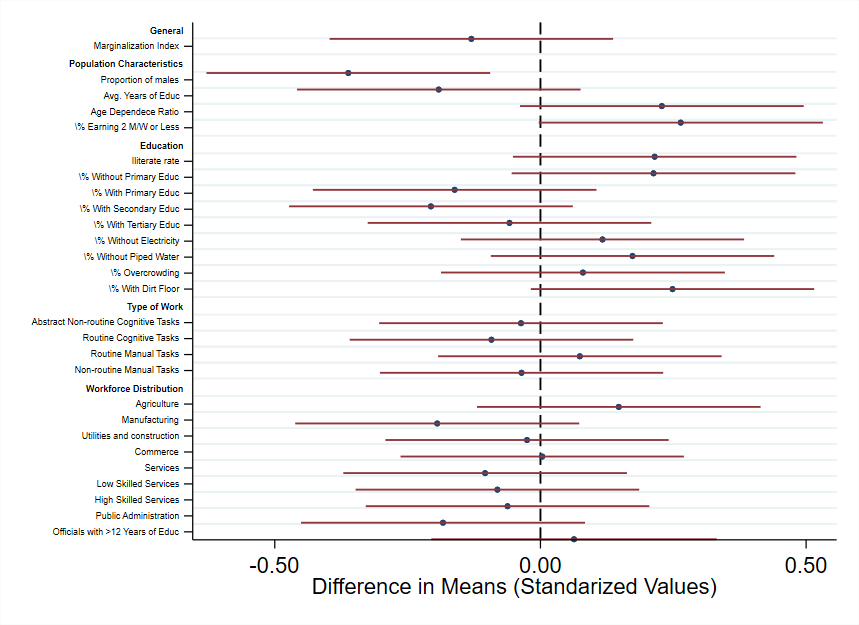 General
Marginalization Index
Population Characteristics
Proportion of males
Avg. Years of Educ
Age Dependece Ratio
\% Earning 2 M/W or Less
Education
Iliterate rate
\% Without Primary Educ
\% With Primary Educ
\% With Secondary Educ
\% With Tertiary Educ
\% Without Electricity
\% Without Piped Water
\% Overcrowding
\% With Dirt Floor
Type of Work
Abstract Non-routine Cognitive Tasks
Routine Cognitive Tasks
Routine Manual Tasks
Non-routine Manual Tasks
Workforce Distribution
Agriculture
Manufacturing
Utilities and construction
Commerce
Services
Low Skilled Services
High Skilled Services
Public Administration
Officials with >12 Years of Educ
-0.50 0.00 0.50
Difference in Means (Standarized Values)